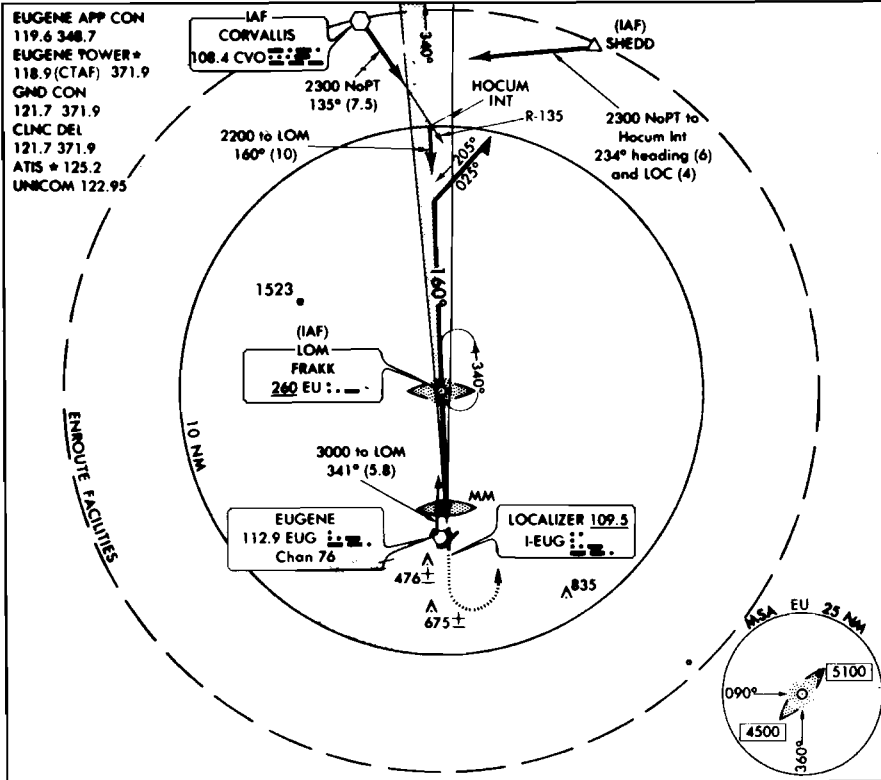 EUGENE APP CON
119.6 348.7
EUGENE TOWER★
118.9 (CTAF) 371.9
GND CON
121.7 371.9
CLNC DEL
121.7 371.9
ATIS ★ 125.2
UNICOM 122.95
IAF
CORVALLIS
108.4 CVO
340°
(IAF)
SHEDD
2300 NoPT
135° (7.5)
HOCUM
INT
R-135
2300 NoPT to
Hocum Int
234° heading (6)
and LOC (4)
2200 to LOM
160° (10)
205°
025°
160°
1523
(IAF)
LOM
FRAKK
260 EU
340°
10 NM
ENROUTE FACILITIES
3000 to LOM
341° (5.8)
MM
EUGENE
112.9 EUG
Chan 76
LOCALIZER 109.5
I-EUG
476±
835
675±
MSA EU 25 NM
5100
090°
4500
360°